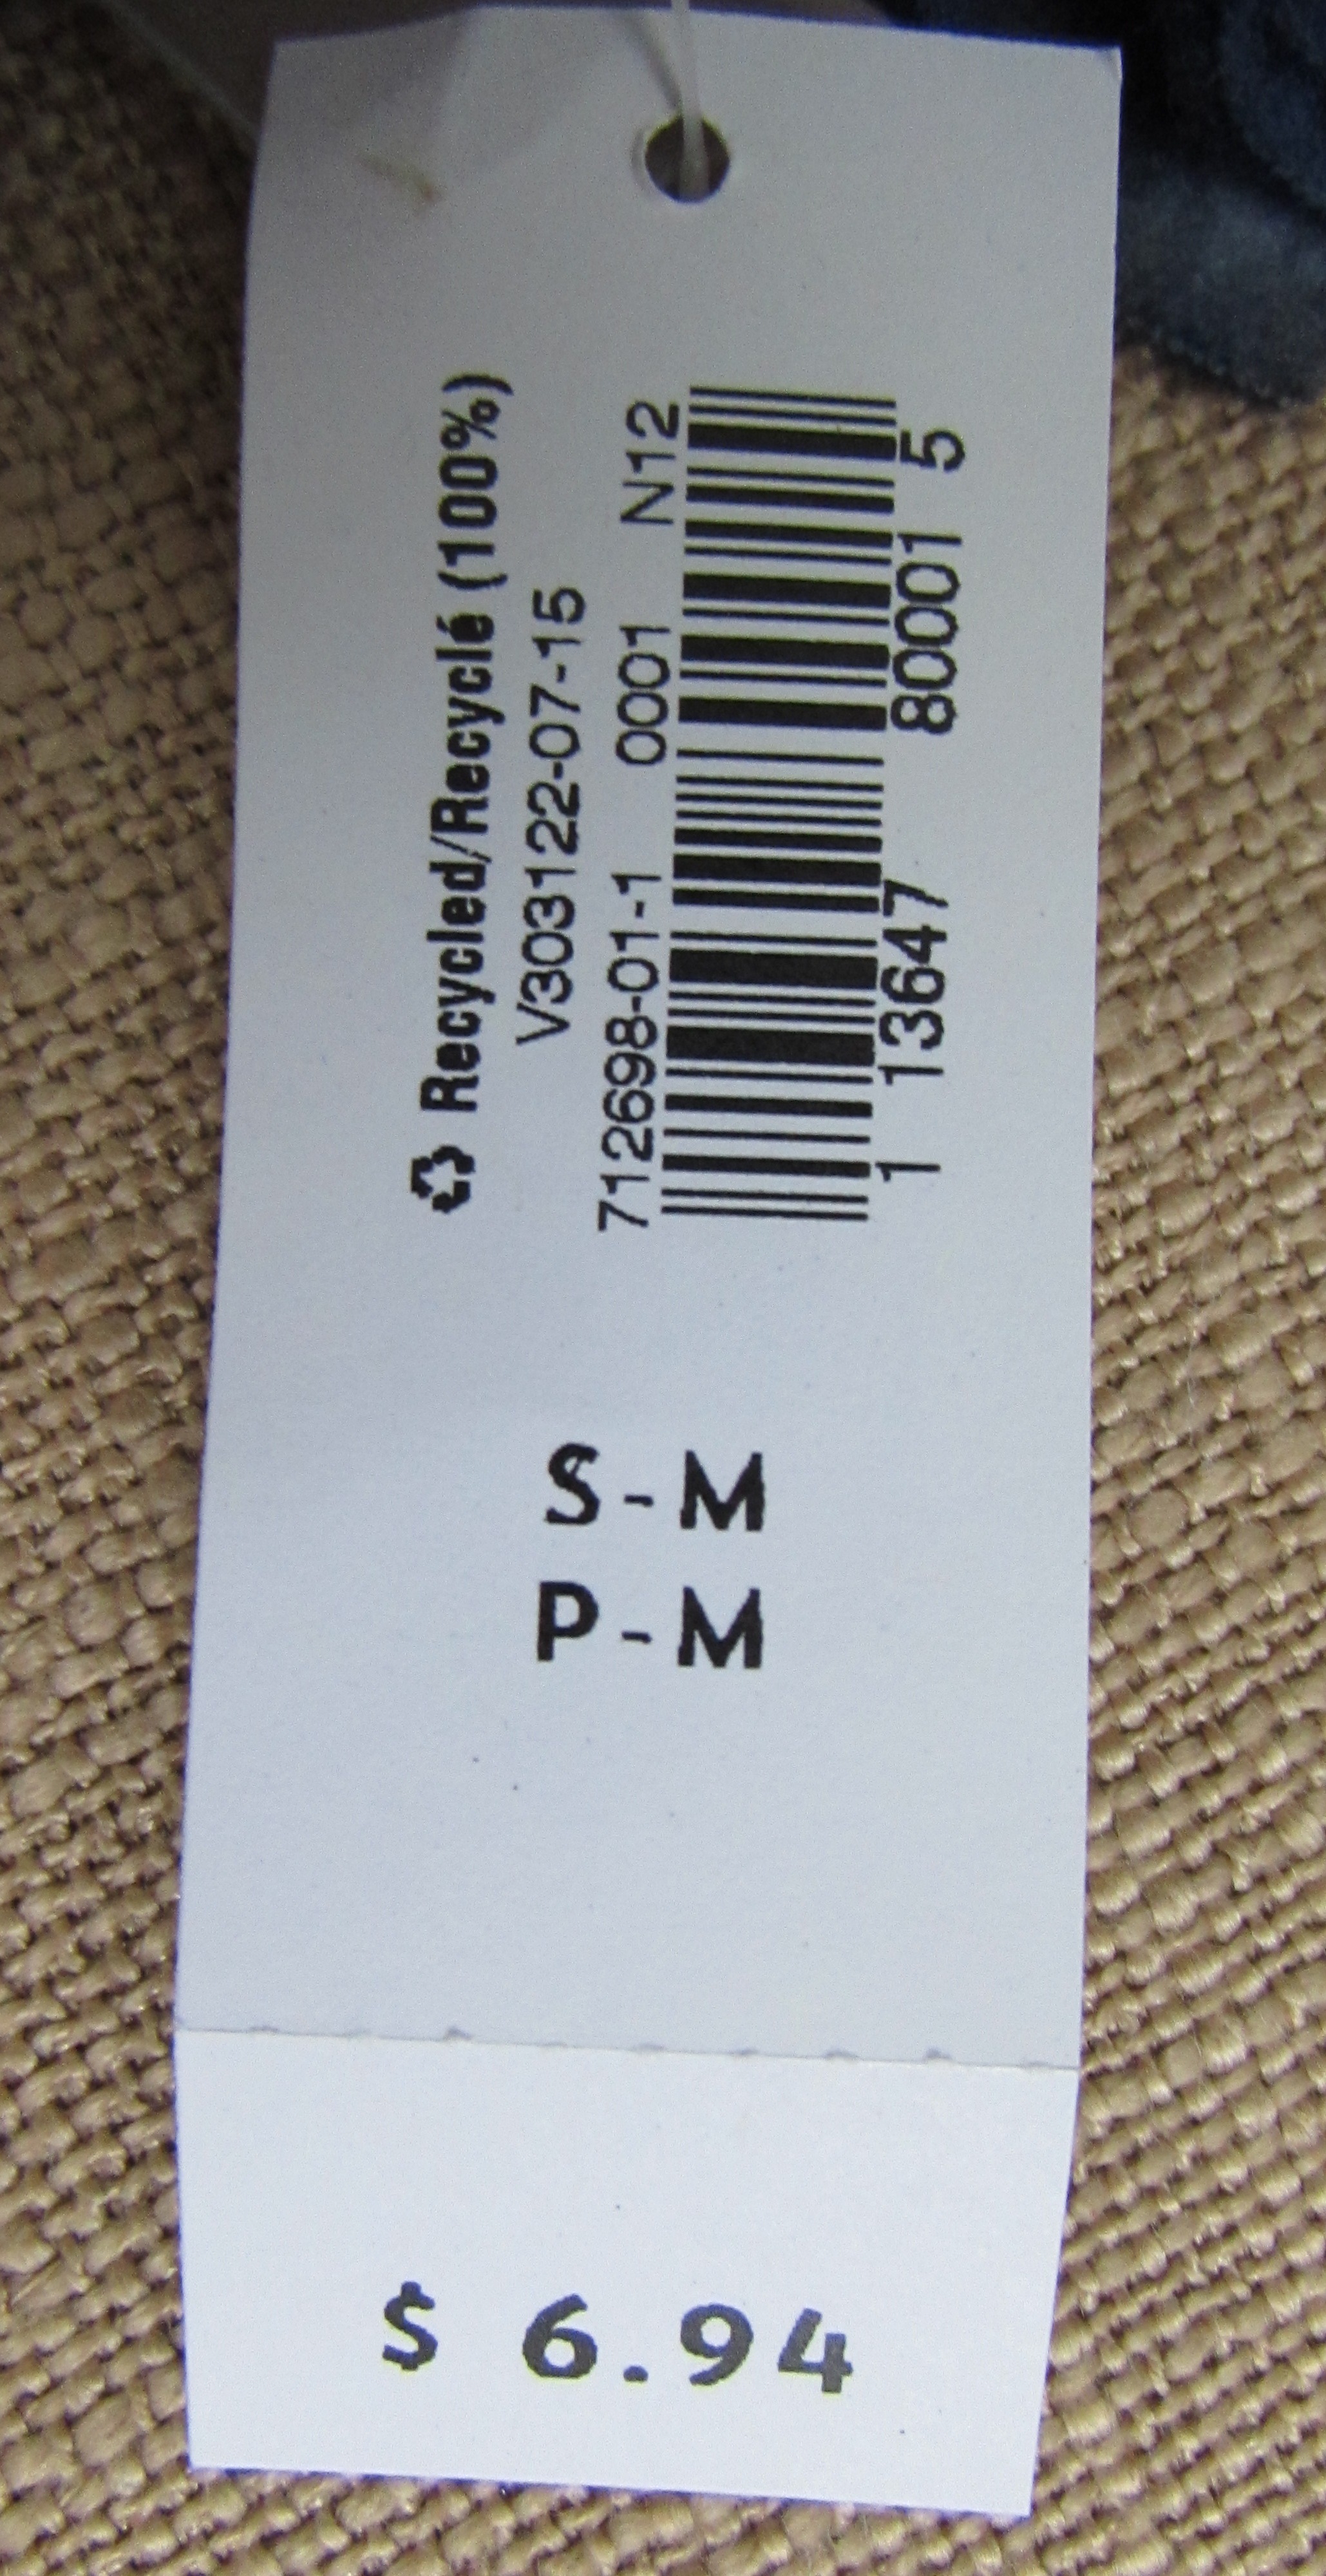 ♻ Recycled/Recyclé (100%)
V303122-07-15
712698-01-1 0001 N12
1 13647 80001 5
S - M
P - M
$ 6.94